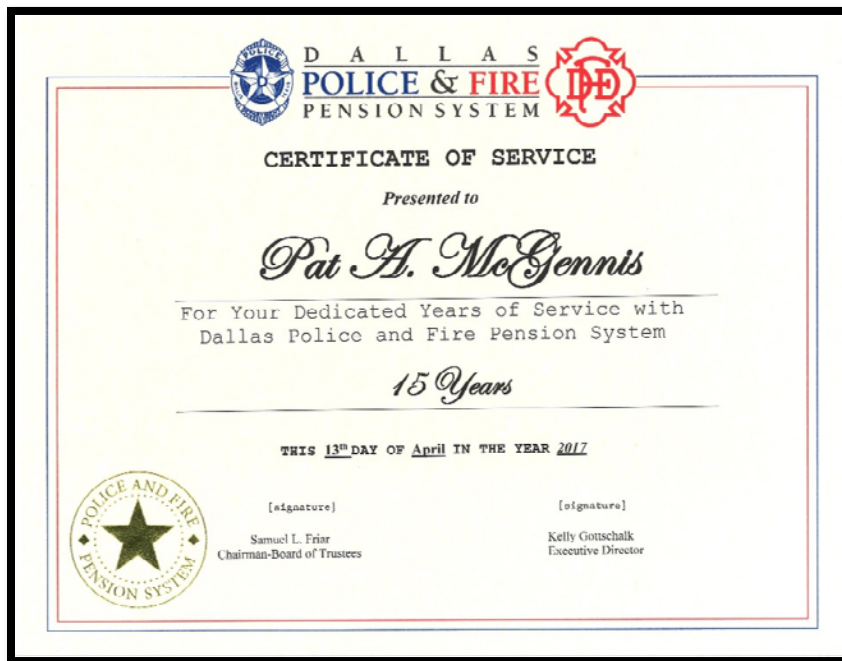 POLICE
D
DALLAS
POLICE & FIRE
PENSION SYSTEM
DFD
CERTIFICATE OF SERVICE
Presented to
Pat A. McGennis
For Your Dedicated Years of Service with
Dallas Police and Fire Pension System
15 Years
THIS 13th DAY OF April IN THE YEAR 2017
POLICE AND FIRE
PENSION SYSTEM
[signature]
Samuel L. Friar
Chairman-Board of Trustees
[signature]
Kelly Gottschalk
Executive Director